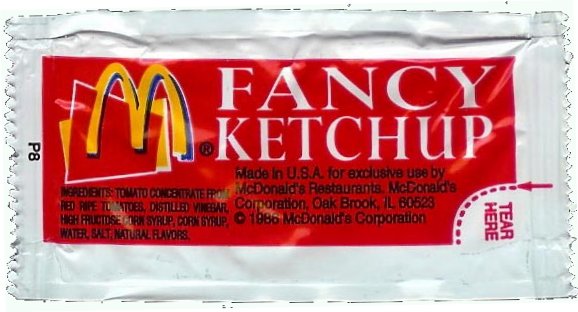 FANCY
KETCHUP
®
Made in U.S.A. for exclusive use by
McDonald's Restaurants. McDonald's
Corporation, Oak Brook, IL 60523
© 1986 McDonald's Corporation
INGREDIENTS: TOMATO CONCENTRATE FROM
RED RIPE TOMATOES, DISTILLED VINEGAR,
HIGH FRUCTOSE CORN SYRUP, CORN SYRUP,
WATER, SALT, NATURAL FLAVORS.
P8
TEAR
HERE